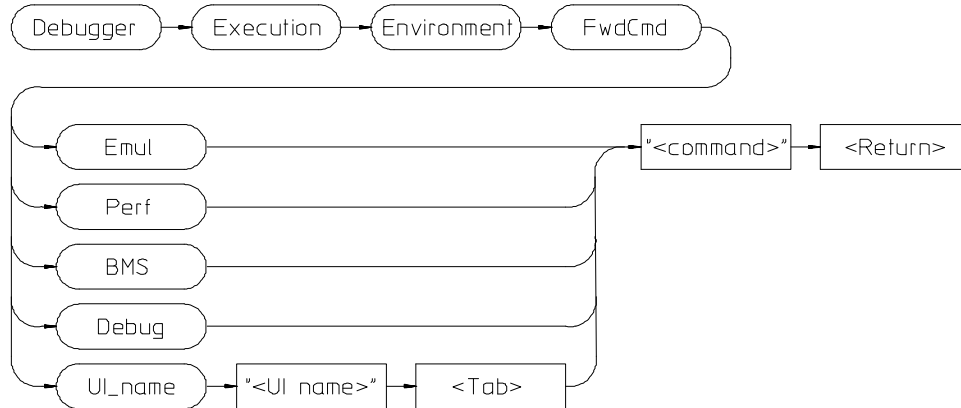 Debugger Execution Environment FwdCmd
Emul "<command>" <Return>
Perf
BMS
Debug
UI_name "<UI name>" <Tab>